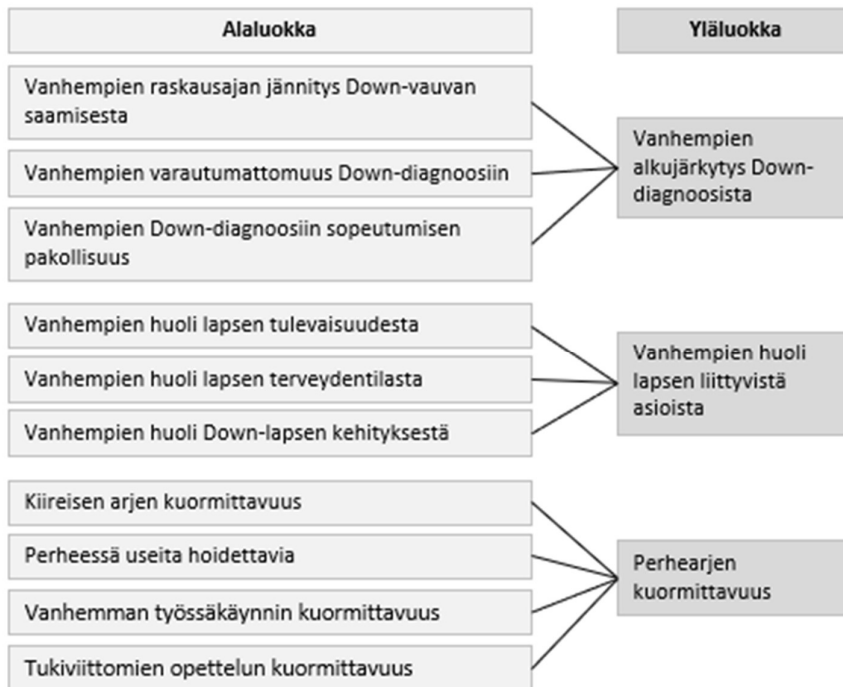 Alaluokka
Yläluokka
Vanhempien raskausajan jännitys Down-vauvan
saamisesta
Vanhempien varautumattomuus Down-diagnoosiin
Vanhempien Down-diagnoosiin sopeutumisen
pakollisuus
Vanhempien
alkujärkytys Down-
diagnoosista
Vanhempien huoli lapsen tulevaisuudesta
Vanhempien huoli lapsen terveydentilasta
Vanhempien huoli Down-lapsen kehityksestä
Vanhempien huoli
lapsen liittyvistä
asioista
Kiireisen arjen kuormittavuus
Perheessä useita hoidettavia
Vanhemman työssäkäynnin kuormittavuus
Tukiviittomien opettelun kuormittavuus
Perhearjen
kuormittavuus